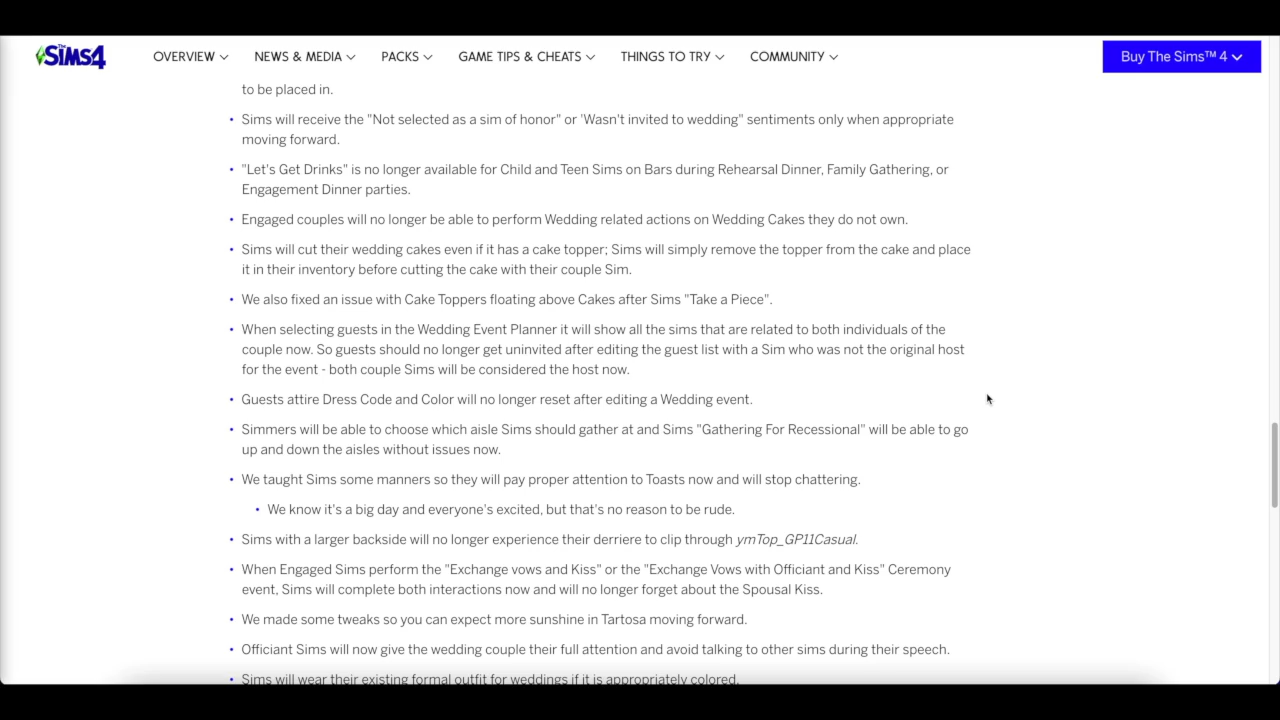 The Sims4
OVERVIEW
NEWS & MEDIA
PACKS
GAME TIPS & CHEATS
THINGS TO TRY
COMMUNITY
Buy The Sims™ 4
to be placed in.
• Sims will receive the "Not selected as a sim of honor" or 'Wasn't invited to wedding" sentiments only when appropriate
moving forward.
• "Let's Get Drinks" is no longer available for Child and Teen Sims on Bars during Rehearsal Dinner, Family Gathering, or
Engagement Dinner parties.
• Engaged couples will no longer be able to perform Wedding related actions on Wedding Cakes they do not own.
• Sims will cut their wedding cakes even if it has a cake topper; Sims will simply remove the topper from the cake and place
it in their inventory before cutting the cake with their couple Sim.
• We also fixed an issue with Cake Toppers floating above Cakes after Sims "Take a Piece".
• When selecting guests in the Wedding Event Planner it will show all the sims that are related to both individuals of the
couple now. So guests should no longer get uninvited after editing the guest list with a Sim who was not the original host
for the event - both couple Sims will be considered the host now.
• Guests attire Dress Code and Color will no longer reset after editing a Wedding event.
• Simmers will be able to choose which aisle Sims should gather at and Sims "Gathering For Recessional" will be able to go
up and down the aisles without issues now.
• We taught Sims some manners so they will pay proper attention to Toasts now and will stop chattering.
• We know it's a big day and everyone's excited, but that's no reason to be rude.
• Sims with a larger backside will no longer experience their derriere to clip through ymTop_GP11Casual.
• When Engaged Sims perform the "Exchange vows and Kiss" or the "Exchange Vows with Officiant and Kiss" Ceremony
event, Sims will complete both interactions now and will no longer forget about the Spousal Kiss.
• We made some tweaks so you can expect more sunshine in Tartosa moving forward.
• Officiant Sims will now give the wedding couple their full attention and avoid talking to other sims during their speech.
• Sims will wear their existing formal outfit for weddings if it is appropriately colored.